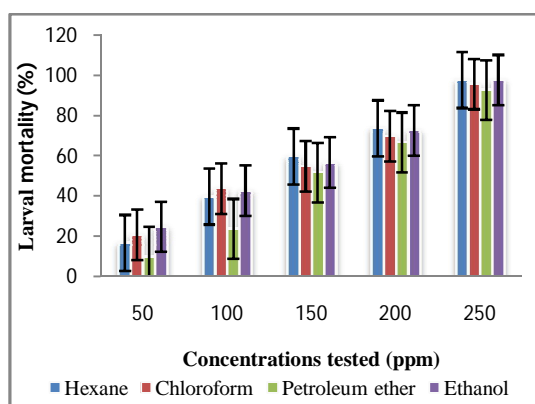 Larval mortality (%)
120
100
80
60
40
20
0
50 100 150 200 250
Concentrations tested (ppm)
Hexane Chloroform Petroleum ether Ethanol